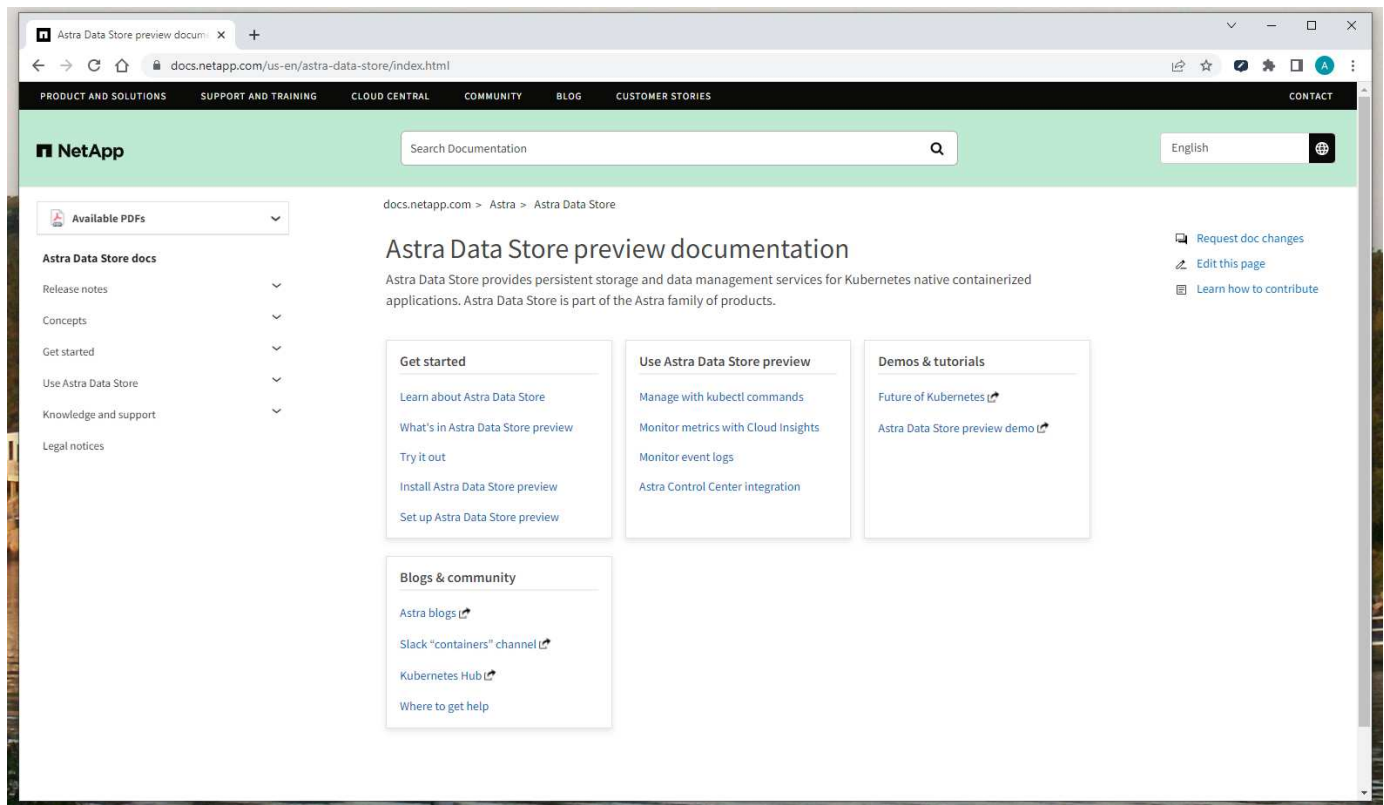 Astra Data Store preview docum
docs.netapp.com/us-en/astra-data-store/index.html
A
PRODUCT AND SOLUTIONS SUPPORT AND TRAINING CLOUD CENTRAL COMMUNITY BLOG CUSTOMER STORIES CONTACT
NetApp
Search Documentation
English
Available PDFs
Astra Data Store docs
Release notes
Concepts
Get started
Use Astra Data Store
Knowledge and support
Legal notices
docs.netapp.com > Astra > Astra Data Store
Astra Data Store preview documentation
Astra Data Store provides persistent storage and data management services for Kubernetes native containerized
applications. Astra Data Store is part of the Astra family of products.
Request doc changes
Edit this page
Learn how to contribute
Get started
Learn about Astra Data Store
What's in Astra Data Store preview
Try it out
Install Astra Data Store preview
Set up Astra Data Store preview
Use Astra Data Store preview
Manage with kubectl commands
Monitor metrics with Cloud Insights
Monitor event logs
Astra Control Center integration
Demos & tutorials
Future of Kubernetes
Astra Data Store preview demo
Blogs & community
Astra blogs
Slack “containers” channel
Kubernetes Hub
Where to get help